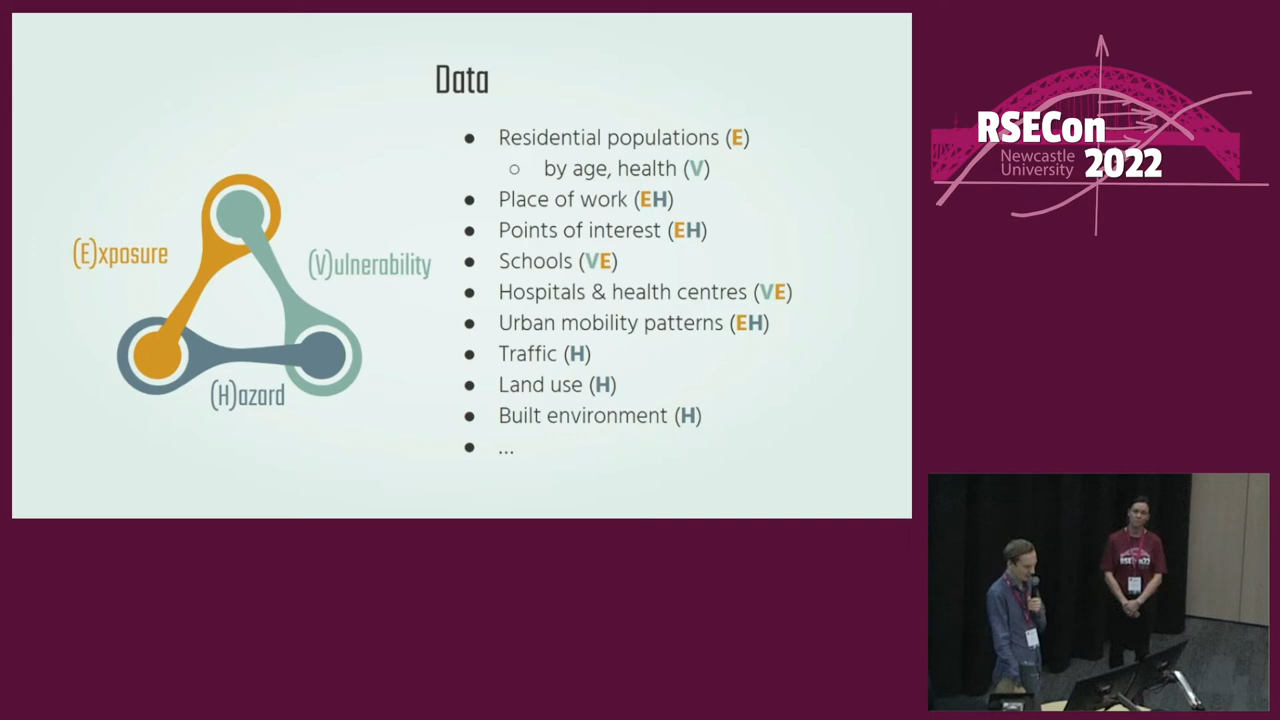 Data
Residential populations (E)
by age, health (V)
Place of work (EH)
Points of interest (EH)
Schools (VE)
Hospitals & health centres (VE)
Urban mobility patterns (EH)
Traffic (H)
Land use (H)
Built environment (H)
...
(E)xposure
(V)ulnerability
(H)azard
RSECon
Newcastle
University
2022